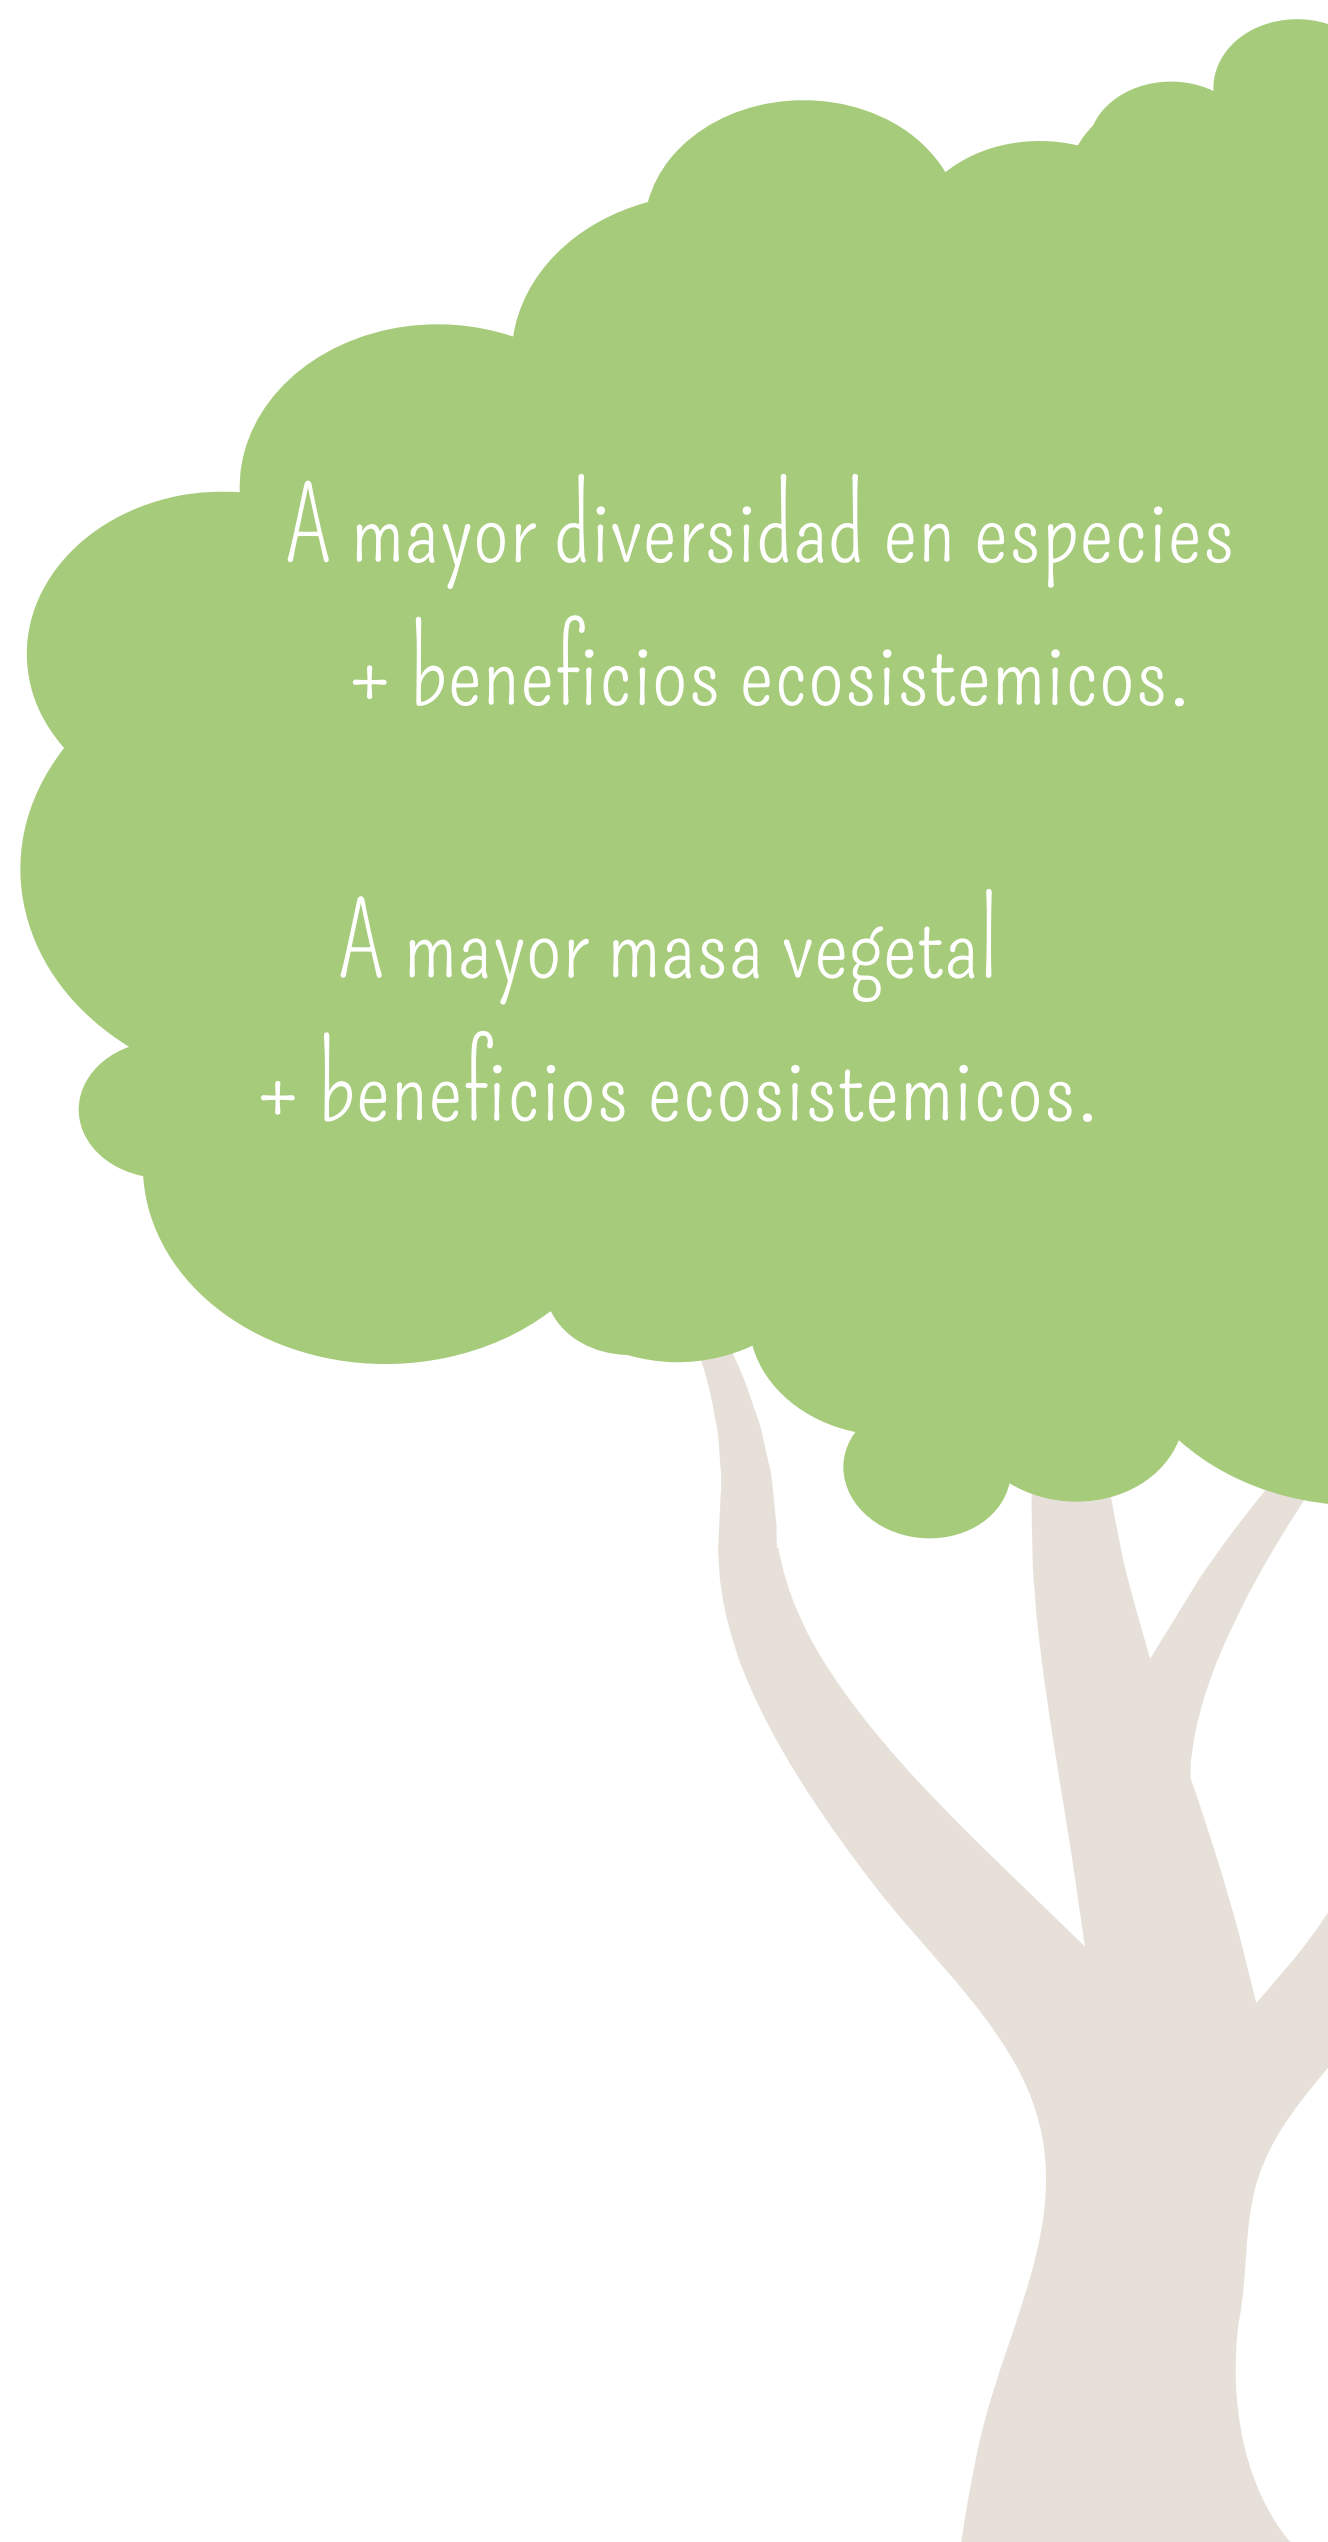 A mayor diversidad en especies
+ beneficios ecosistemicos.
A mayor masa vegetal
+ beneficios ecosistemicos.